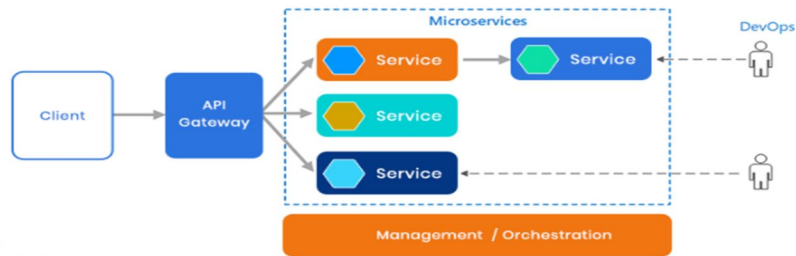 Microservices
DevOps
Service
Service
Client
API
Gateway
Service
Service
Management / Orchestration